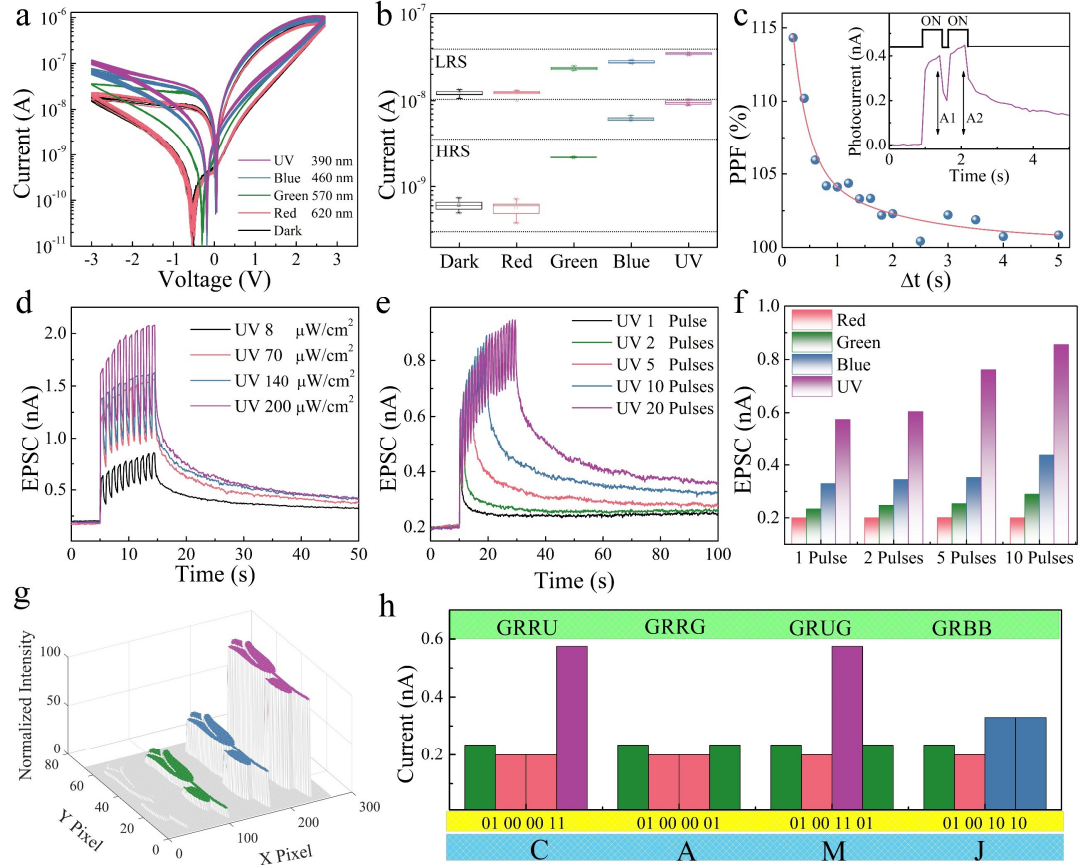 a
Current (A)
10⁻⁶
10⁻⁷
10⁻⁸
10⁻⁹
10⁻¹⁰
10⁻¹¹
UV 390 nm
Blue 460 nm
Green 570 nm
Red 620 nm
Dark
-3 -2 -1 0 1 2 3
Voltage (V)
b
Current (A)
10⁻⁷
10⁻⁸
10⁻⁹
LRS
HRS
Dark Red Green Blue UV
c
PPF (%)
115
110
105
100
ON ON
Photocurrent (nA)
0.4
0.2
0.0
A1 A2
0 2 4
Time (s)
0 1 2 3 4 5
Δt (s)
d
EPSC (nA)
2.0
1.5
1.0
0.5
UV 8 μW/cm²
UV 70 μW/cm²
UV 140 μW/cm²
UV 200 μW/cm²
0 10 20 30 40 50
Time (s)
e
EPSC (nA)
0.8
0.6
0.4
0.2
UV 1 Pulse
UV 2 Pulses
UV 5 Pulses
UV 10 Pulses
UV 20 Pulses
0 20 40 60 80 100
Time (s)
f
EPSC (nA)
1.0
0.8
0.6
0.4
0.2
Red
Green
Blue
UV
1 Pulse 2 Pulses 5 Pulses 10 Pulses
g
Normalized Intensity
100
50
0
80
60
40
20
0
Y Pixel
0
100
200
300
X Pixel
h
Current (nA)
0.6
0.4
0.2
GRRU GRRG GRUG GRBB
01 00 00 11 01 00 00 01 01 00 11 01 01 00 10 10
C A M J